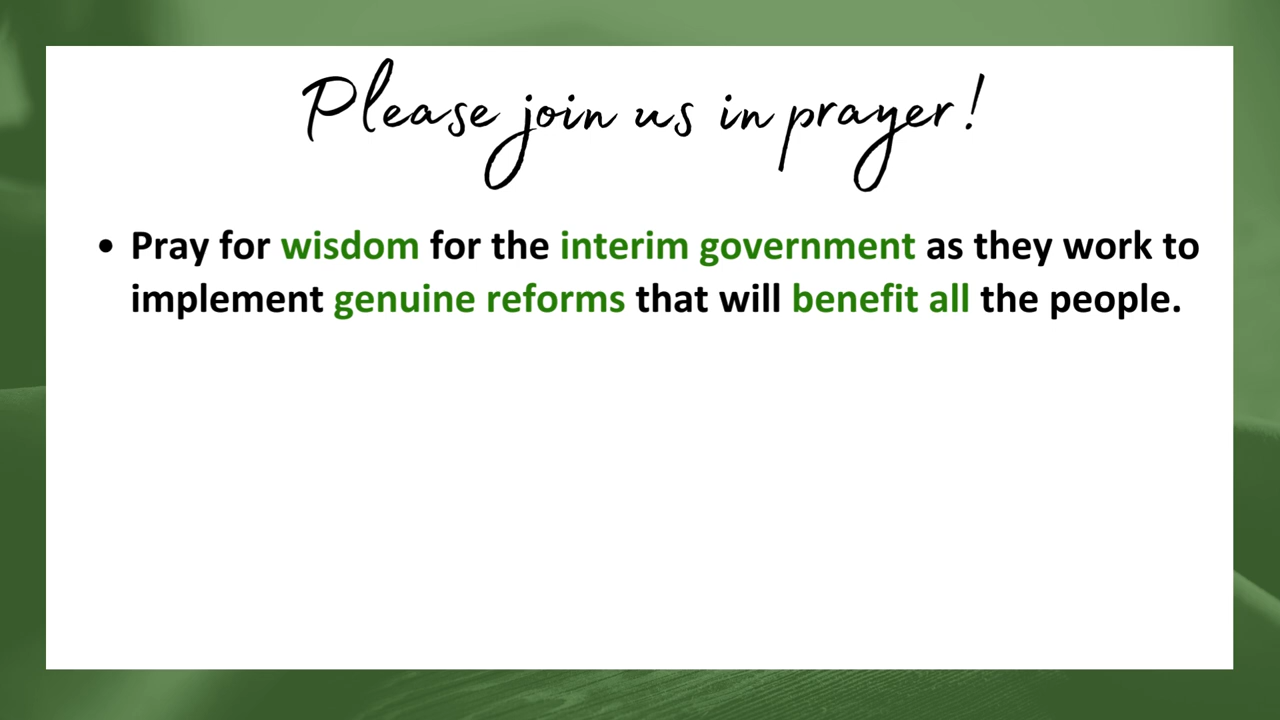 Please join us in prayer!
• Pray for wisdom for the interim government as they work to
implement genuine reforms that will benefit all the people.